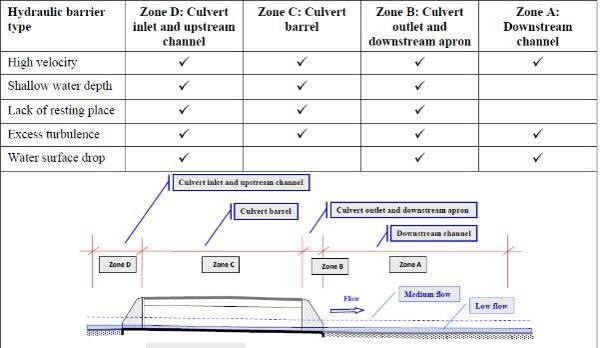 Hydraulic barrier type	Zone D: Culvert inlet and upstream channel	Zone C: Culvert barrel	Zone B: Culvert outlet and downstream apron	Zone A: Downstream channel
High velocity	✓	✓	✓	✓
Shallow water depth	✓	✓	✓
Lack of resting place	✓	✓	✓
Excess turbulence	✓	✓	✓	✓
Water surface drop	✓		✓	✓
Culvert inlet and upstream channel
Culvert barrel
Culvert outlet and downstream apron
Downstream channel
Zone D
Zone C
Zone B
Zone A
Flow
Medium flow
Low flow